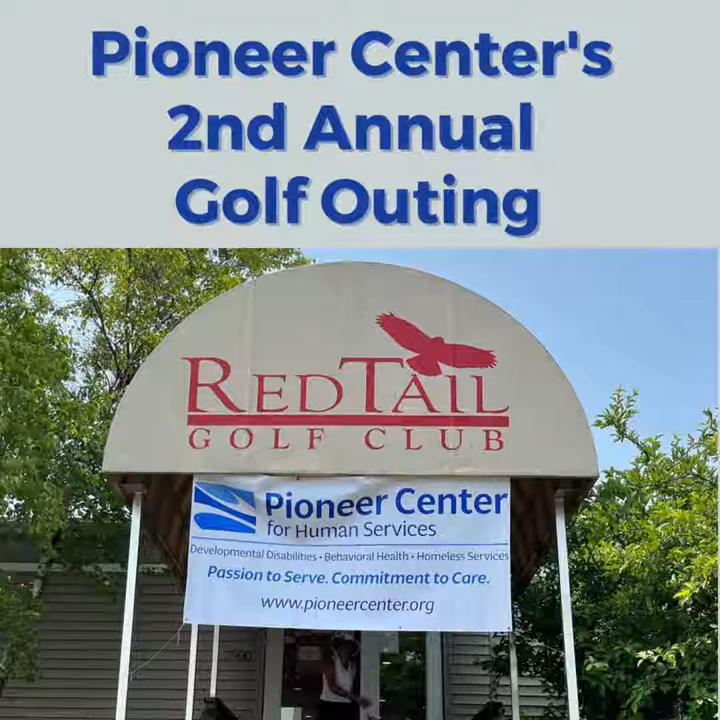 Pioneer Center's
2nd Annual
Golf Outing
REDTAIL
GOLF CLUB
Pioneer Center
for Human Services
Developmental Disabilities • Behavioral Health • Homeless Services
Passion to Serve. Commitment to Care.
www.pioneercenter.org